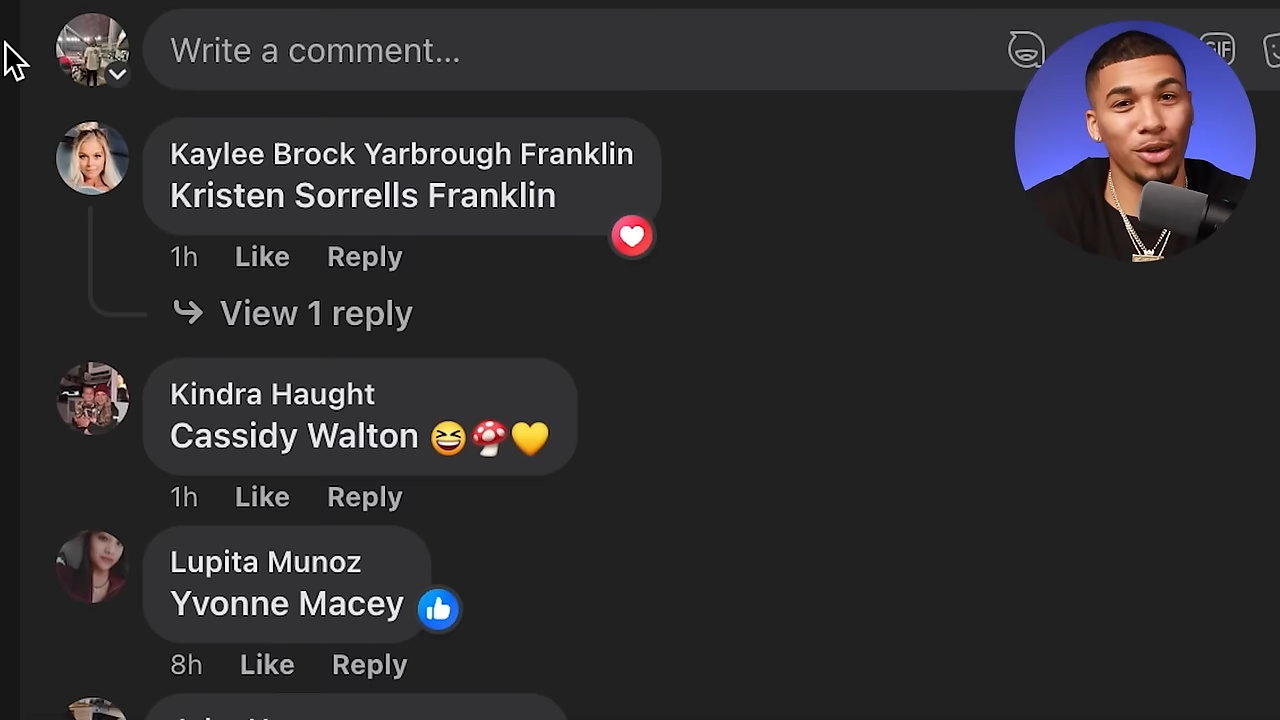 Write a comment...
GIF
Kaylee Brock Yarbrough Franklin
Kristen Sorrells Franklin
1h Like Reply
View 1 reply
Kindra Haught
Cassidy Walton 😆🍄💛
1h Like Reply
Lupita Munoz
Yvonne Macey
8h Like Reply